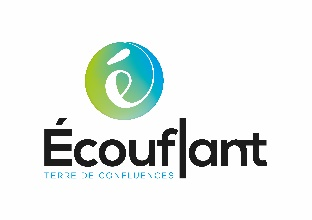 é
Écouflant
TERRE DE CONFLUENCES